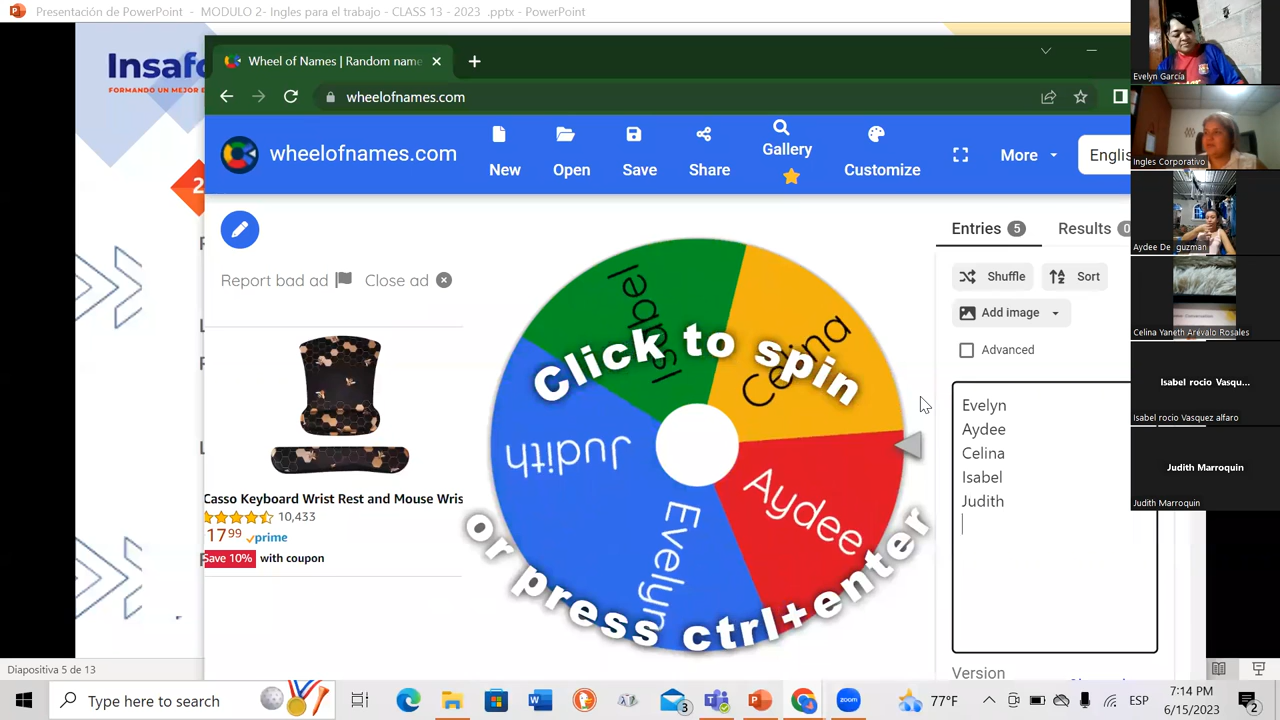 Presentación de PowerPoint - MODULO 2- Ingles para el trabajo - CLASS 13 - 2023 .pptx - PowerPoint
Insafo
FORMANDO UN MEJOR E
2
Wheel of Names | Random name
wheelofnames.com
wheelofnames.com
New
Open
Save
Share
Gallery
Customize
More
Englis
Report bad ad
Close ad
Casso Keyboard Wrist Rest and Mouse Wris
10,433
17 99
prime
Save 10% with coupon
Isabel
Celina
Judith
Aydee
Evelyn
Click to spin
or press ctrl+enter
Entries 5
Results 0
Shuffle
Sort
Add image
Advanced
Evelyn
Aydee
Celina
Isabel
Judith
Version
Evelyn García
Ingles Corporativo
Aydee De guzman
Celina Yaneth Arévalo Rosales
Isabel rocio Vasqu...
Isabel rocio Vasquez alfaro
Judith Marroquin
Judith Marroquin
Diapositiva 5 de 13
Type here to search
3
zoom
77°F
ESP
7:14 PM
6/15/2023
2